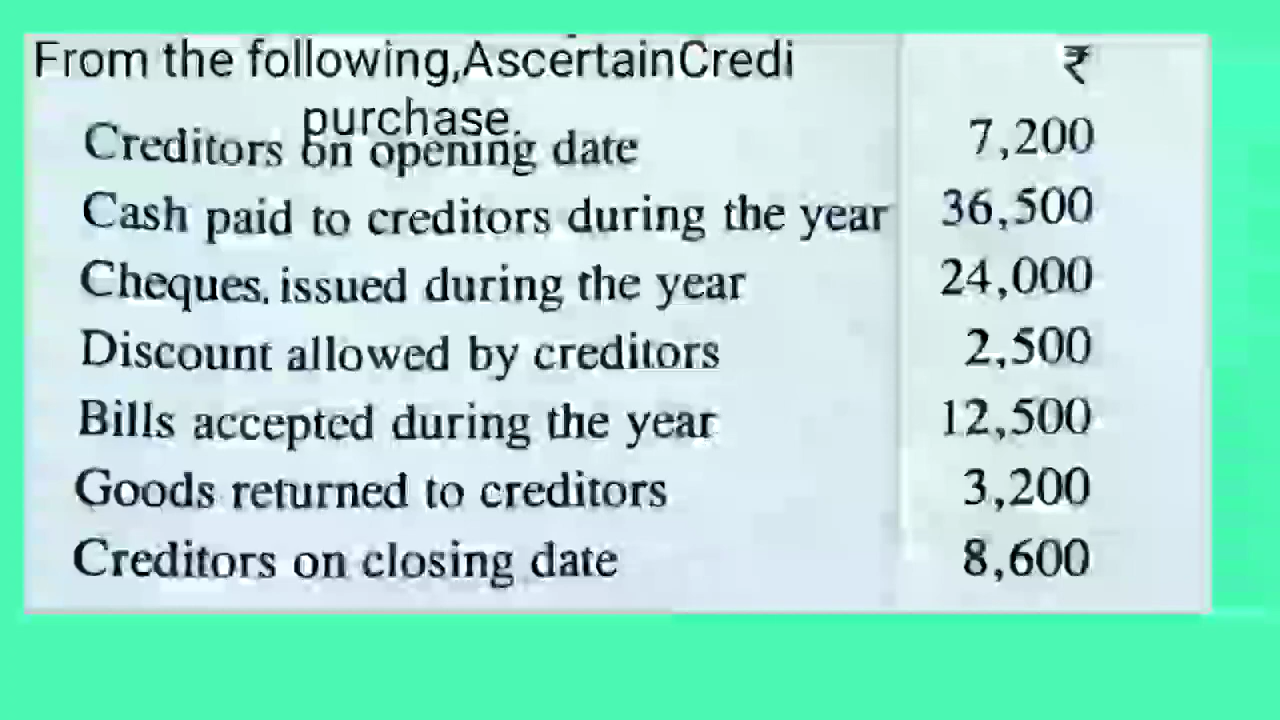 From the following,AscertainCredi ₹
purchase.
Creditors on opening date 7,200
Cash paid to creditors during the year 36,500
Cheques. issued during the year 24,000
Discount allowed by creditors 2,500
Bills accepted during the year 12,500
Goods returned to creditors 3,200
Creditors on closing date 8,600